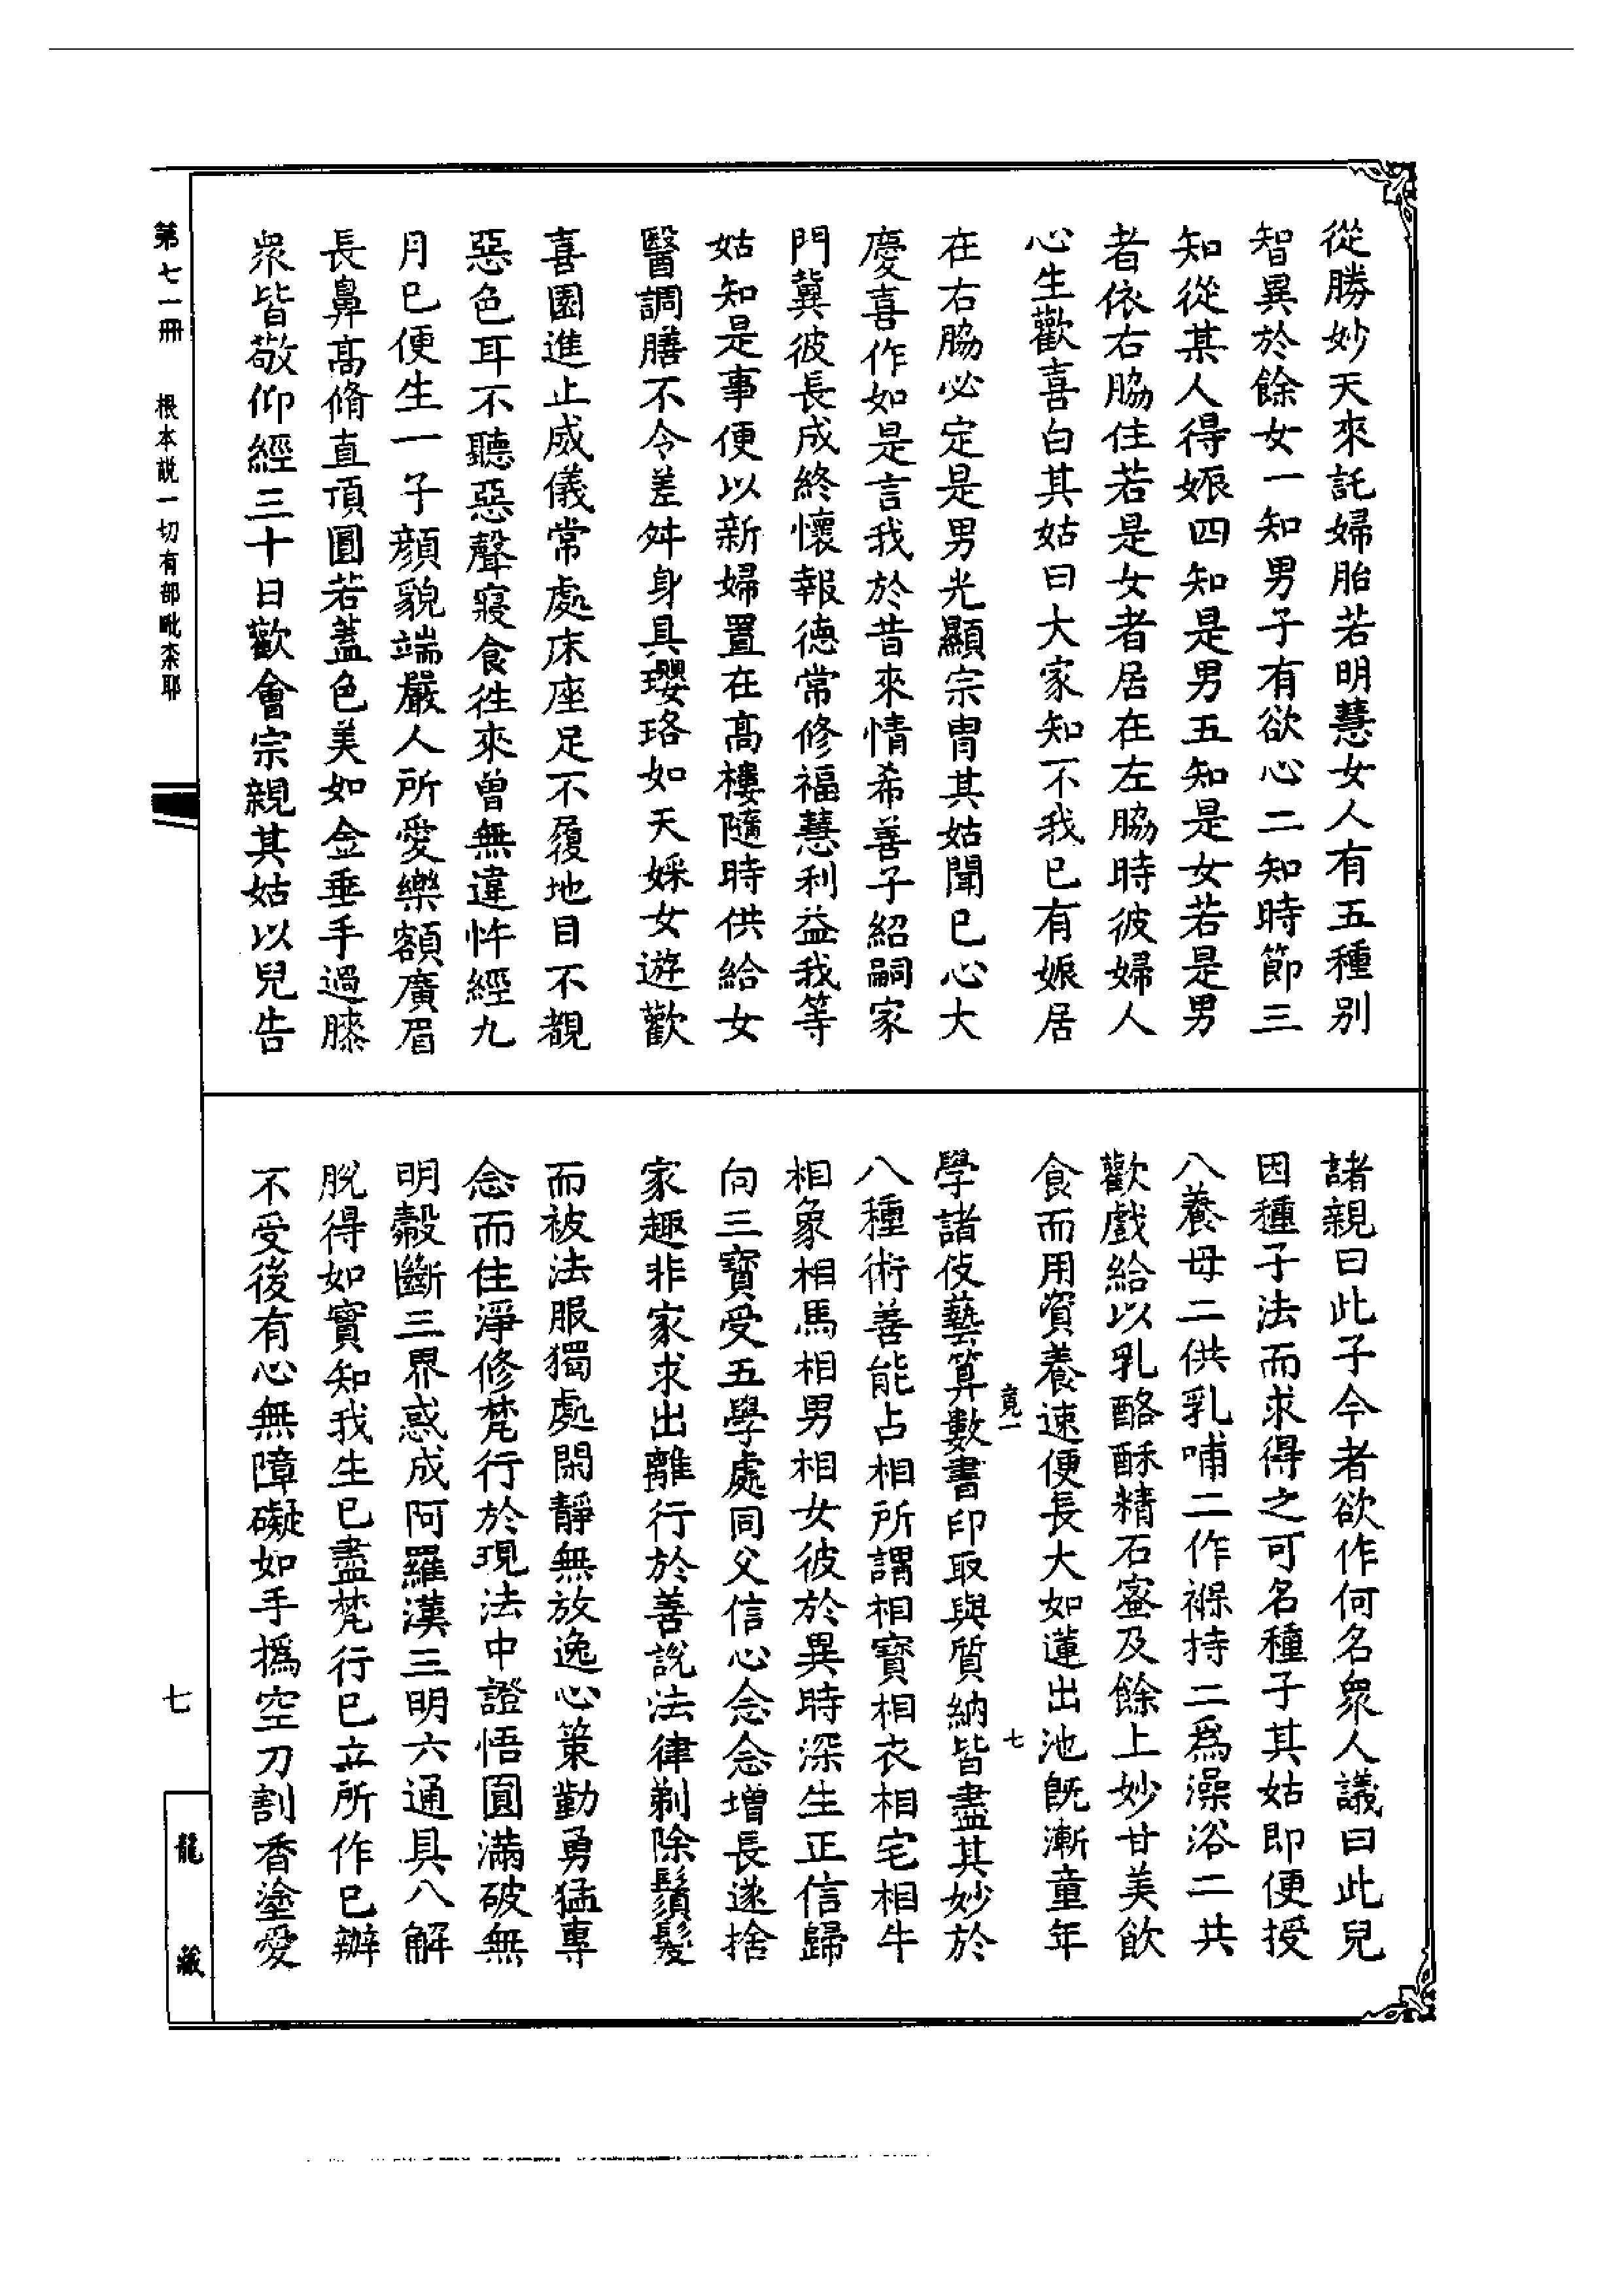 從勝妙天來託婦胎若明慧女人有五種别
智異於餘女一知男子有欲心二知時節三
知從某人得娠四知是男五知是女若是男
者依右脇住若是女者居在左脇時彼婦人
心生歡喜白其姑曰大家知不我已有娠居
在右脇必定是男光顯宗胄其姑聞已心大
慶喜作如是言我於昔來情希善子紹嗣家
門冀彼長成終懷報德常修福慧利益我等
姑知是事便以新婦置在高樓隨時供給女
醫調膳不令差舛身具瓔珞如天婇女遊歡
喜園進止威儀常處床座足不履地目不覩
惡色耳不聽惡聲寢食徃來曾無違忤經九
月已便生一子顏貌端嚴人所愛樂額廣眉
長鼻高脩直頂圓若蓋色美如金垂手過膝
衆皆敬仰經三十日歡會宗親其姑以兒告
諸親曰此子今者欲作何名衆人議曰此兒
因種子法而求得之可名種子其姑即便授
八養母二供乳哺二作褓持二爲澡浴二共
歡戲給以乳酪酥精石蜜及餘上妙甘美飲
食而用資養速便長大如蓮出池旣漸童年
竟一 七
學諸伎藝算數書印取與質納皆盡其妙於
八種術善能占相所謂相寶相衣相宅相牛
相象相馬相男相女彼於異時深生正信歸
向三寶受五學處同父信心念念增長遂捨
家趣非家求出離行於善說法律剃除鬚髮
而被法服獨處閑靜無放逸心策勤勇猛專
念而住淨修梵行於現法中證悟圓滿破無
明㲉斷三界惑成阿羅漢三明六通具八解
脫得如實知我生已盡梵行已立所作已辦
不受後有心無障礙如手撝空刀割香塗愛
第七一冊 根本説一切有部毗柰耶
七
龍藏